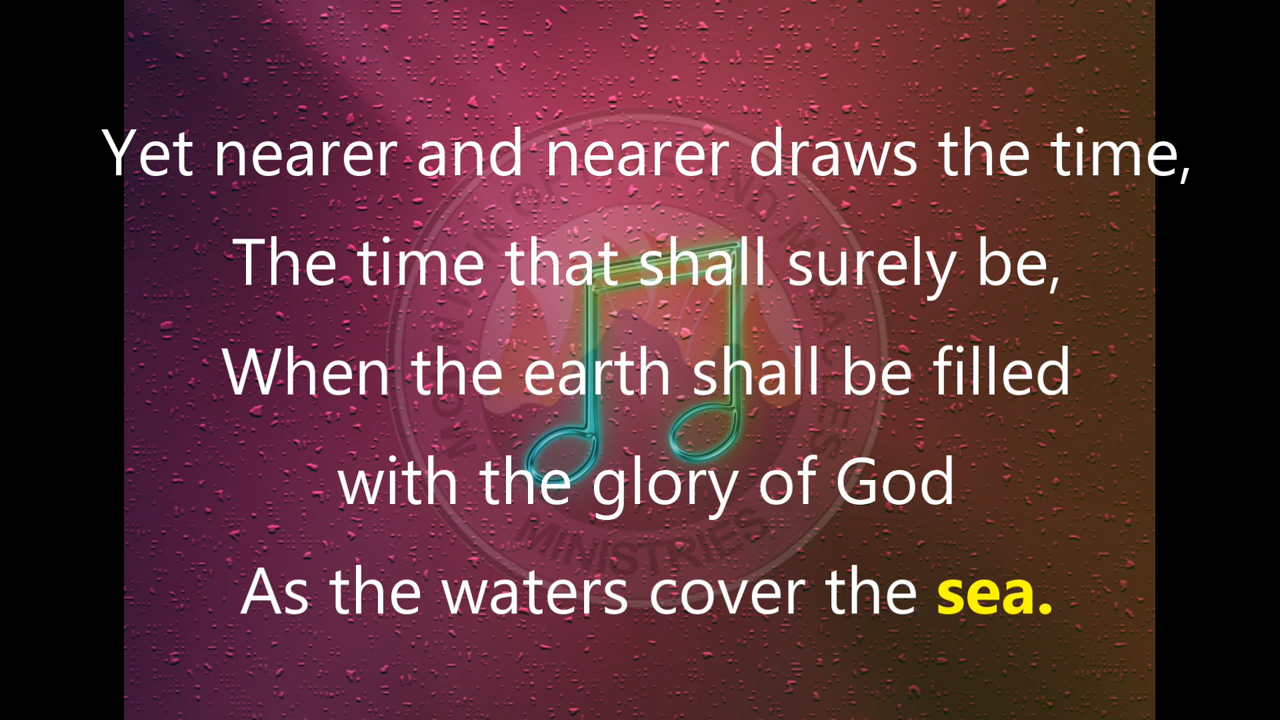 Yet nearer and nearer draws the time,
The time that shall surely be,
When the earth shall be filled
with the glory of God
As the waters cover the sea.
MINISTRIES